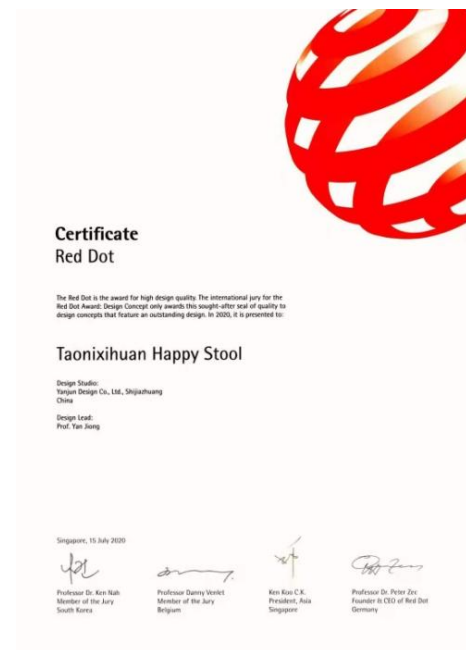 Certificate
Red Dot
The Red Dot is the award for high design quality. The international jury for the
Red Dot Award: Design Concept only awards this sought-after seal of quality to
design concepts that feature an outstanding design. In 2020, it is presented to:
Taonixihuan Happy Stool
Design Studio:
Yanjun Design Co., Ltd., Shijiazhuang
China
Design Lead:
Prof. Yan Jiong
Singapore, 15 July 2020
Professor Dr. Ken Nah
Member of the Jury
South Korea
Professor Danny Venlet
Member of the Jury
Belgium
Ken Koo C.K.
President, Asia
Singapore
Professor Dr. Peter Zec
Founder & CEO of Red Dot
Germany